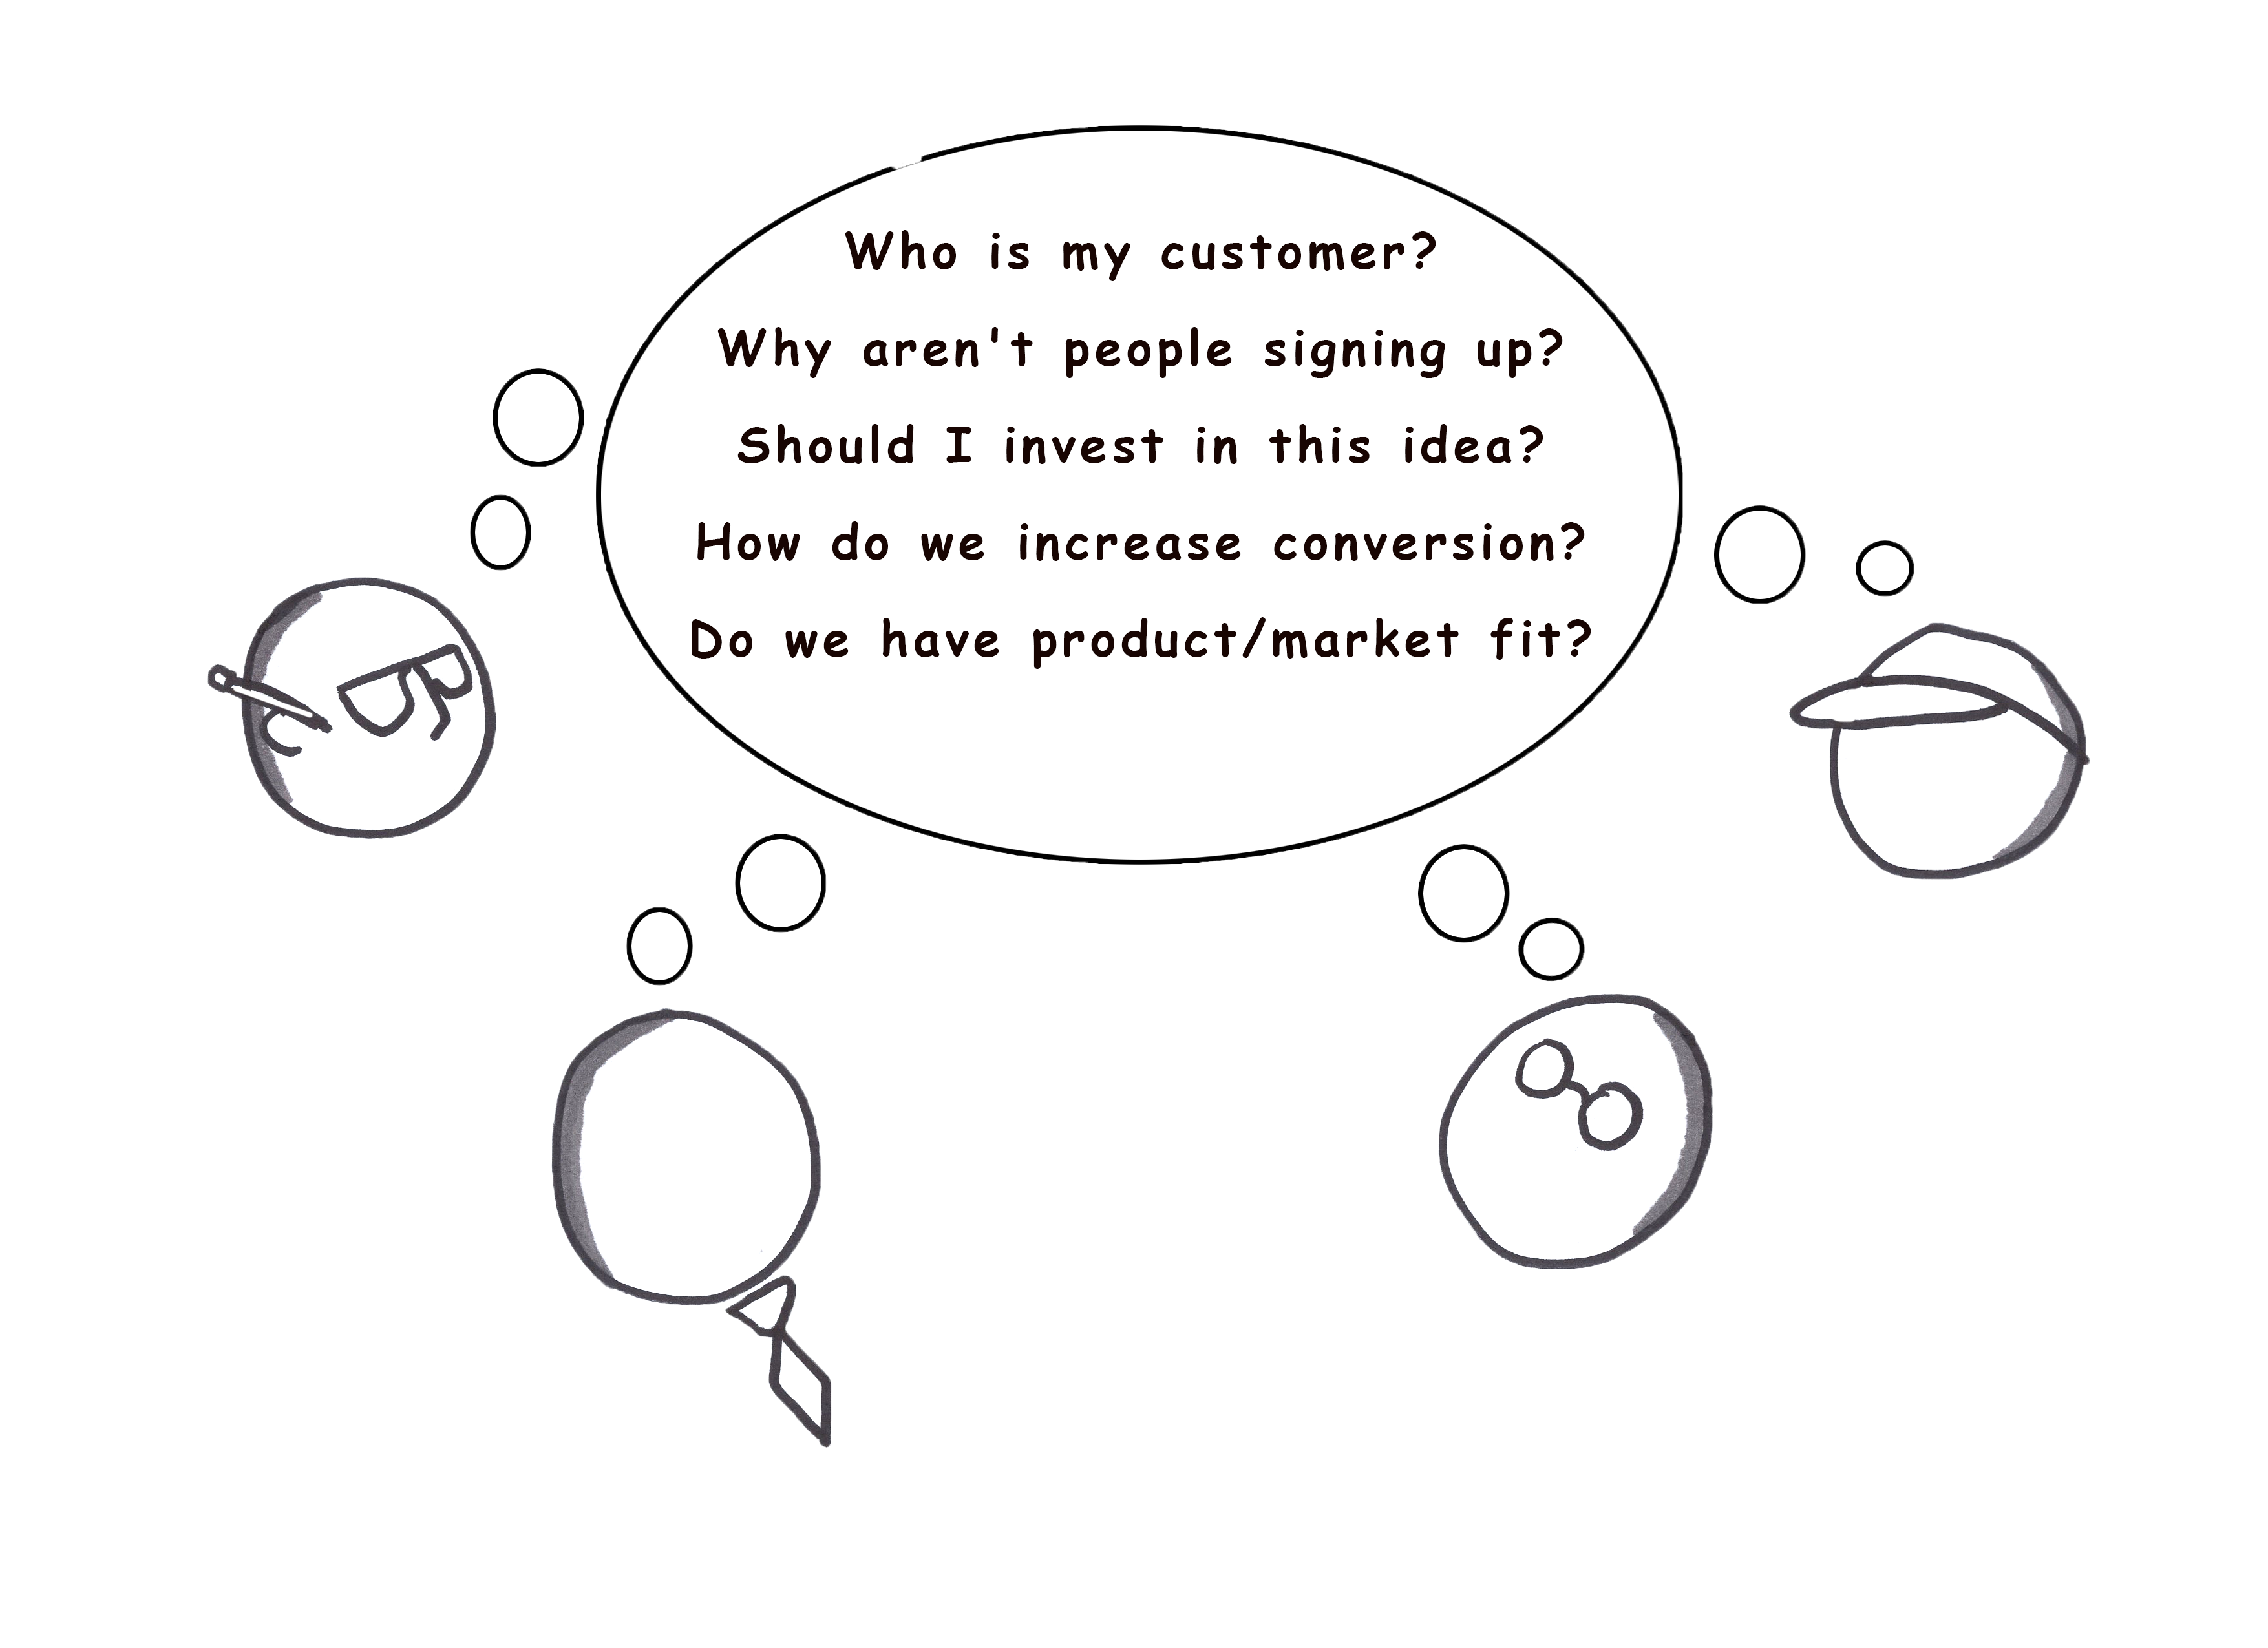 Who is my customer?
Why aren't people signing up?
Should I invest in this idea?
How do we increase conversion?
Do we have product/market fit?